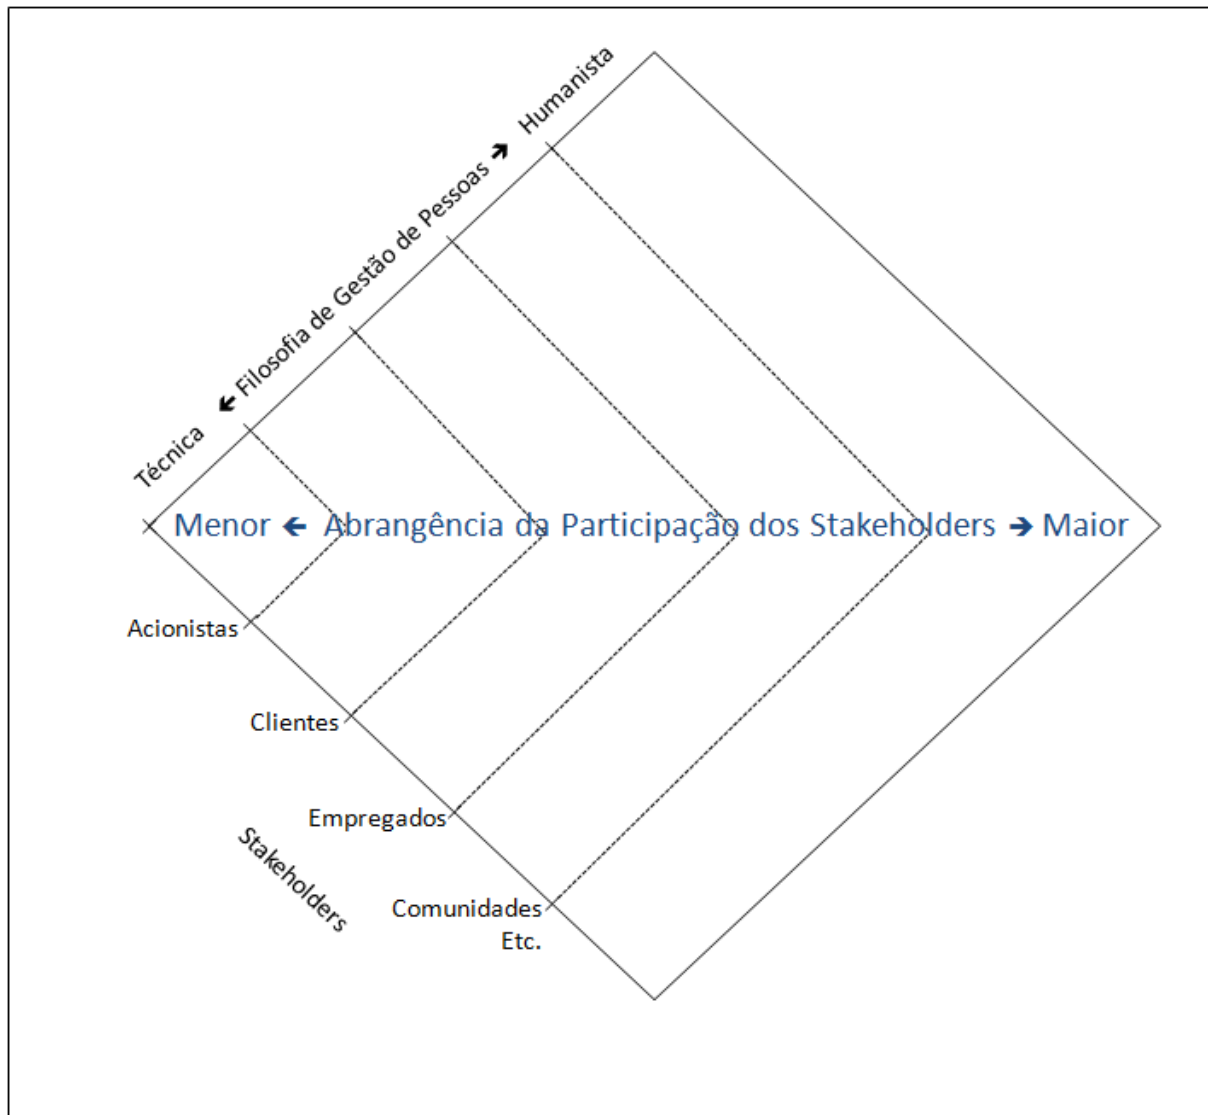 Técnica 🡸 Filosofia de Gestão de Pessoas 🡺 Humanista
Menor 🡸 Abrangência da Participação dos Stakeholders 🡺 Maior
Acionistas
Clientes
Empregados
Stakeholders
Comunidades
Etc.